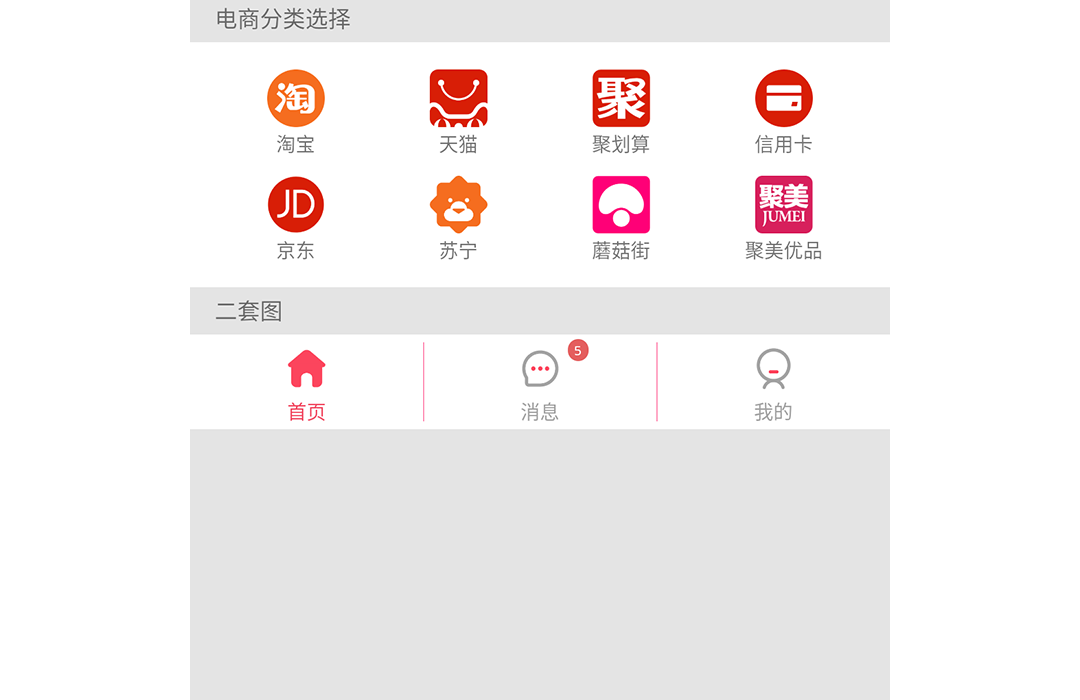 电商分类选择
淘
聚
淘宝
天猫
聚划算
信用卡
JD
聚美
JUMEI
京东
苏宁
蘑菇街
聚美优品
二套图
5
首页
消息
我的